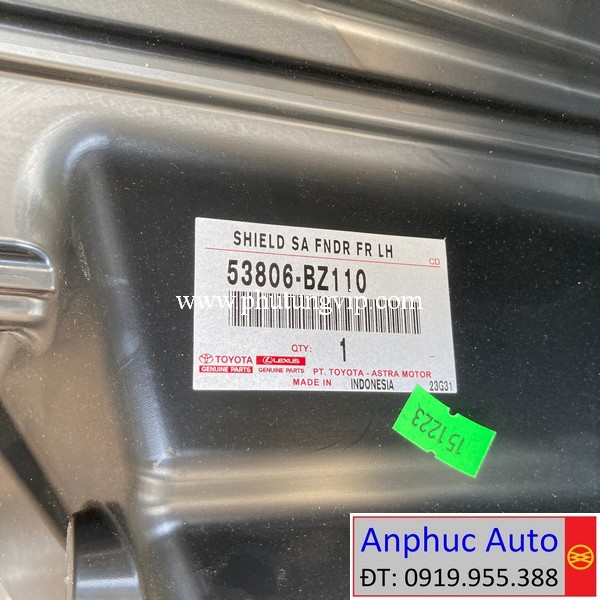 SHIELD SA FNDR FR LH
CD
53806-BZ110
www.phutungvip.com
QTY: 1
TOYOTA
GENUINE PARTS
LEXUS
GENUINE PARTS
PT. TOYOTA - ASTRA MOTOR
MADE IN INDONESIA 23G31
151223
Anphuc Auto
ĐT: 0919.955.388